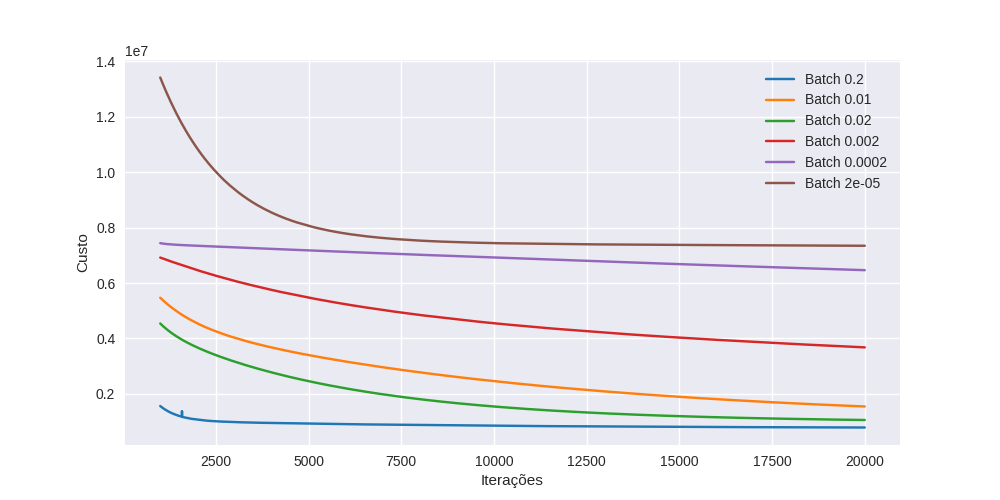 1e7
1.4
1.2
1.0
0.8
0.6
0.4
0.2
Custo
2500
5000
7500
10000
12500
15000
17500
20000
Iterações
Batch 0.2
Batch 0.01
Batch 0.02
Batch 0.002
Batch 0.0002
Batch 2e-05